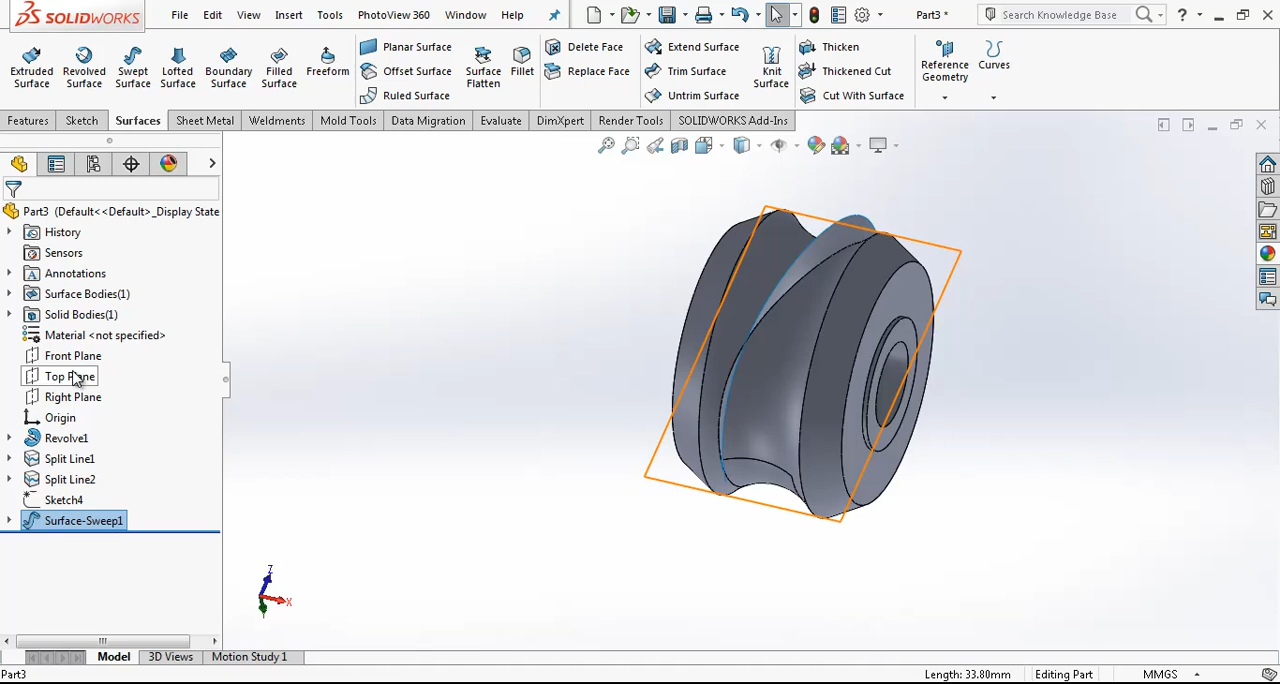 SOLIDWORKS
File Edit View Insert Tools PhotoView 360 Window Help
Part3 *
Search Knowledge Base
Extruded Surface
Revolved Surface
Swept Surface
Lofted Surface
Boundary Surface
Filled Surface
Freeform
Planar Surface
Offset Surface
Ruled Surface
Surface Flatten
Fillet
Delete Face
Replace Face
Extend Surface
Trim Surface
Untrim Surface
Knit Surface
Thicken
Thickened Cut
Cut With Surface
Reference Geometry
Curves
Features Sketch Surfaces Sheet Metal Weldments Mold Tools Data Migration Evaluate DimXpert Render Tools SOLIDWORKS Add-Ins
Part3 (Default<<Default>_Display State
History
Sensors
A Annotations
Surface Bodies(1)
Solid Bodies(1)
Material <not specified>
Front Plane
Top Plane
Right Plane
Origin
Revolve1
Split Line1
Split Line2
Sketch4
Surface-Sweep1
Z
X
Y
Model 3D Views Motion Study 1
Part3
Length: 33.80mm Editing Part MMGS